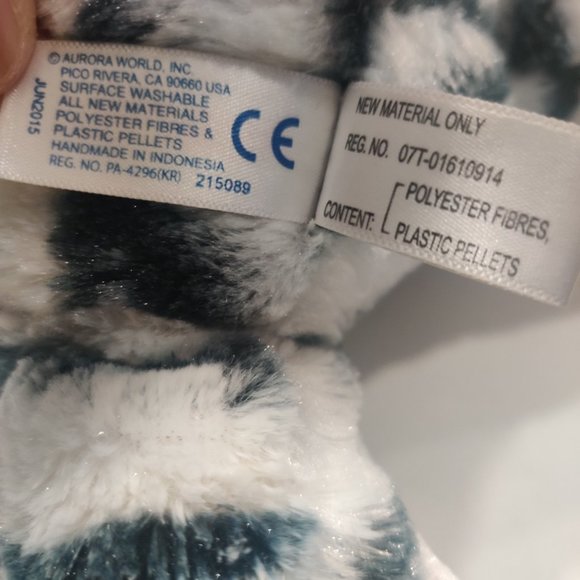 © AURORA WORLD, INC
PICO RIVERA, CA 90660 USA
SURFACE WASHABLE
ALL NEW MATERIALS
POLYESTER FIBRES &
PLASTIC PELLETS
HANDMADE IN INDONESIA
REG. NO. PA-4296(KR) 215089
JUN2015
CE
NEW MATERIAL ONLY
REG. NO. 07T-01610914
CONTENT: POLYESTER FIBRES,
PLASTIC PELLETS